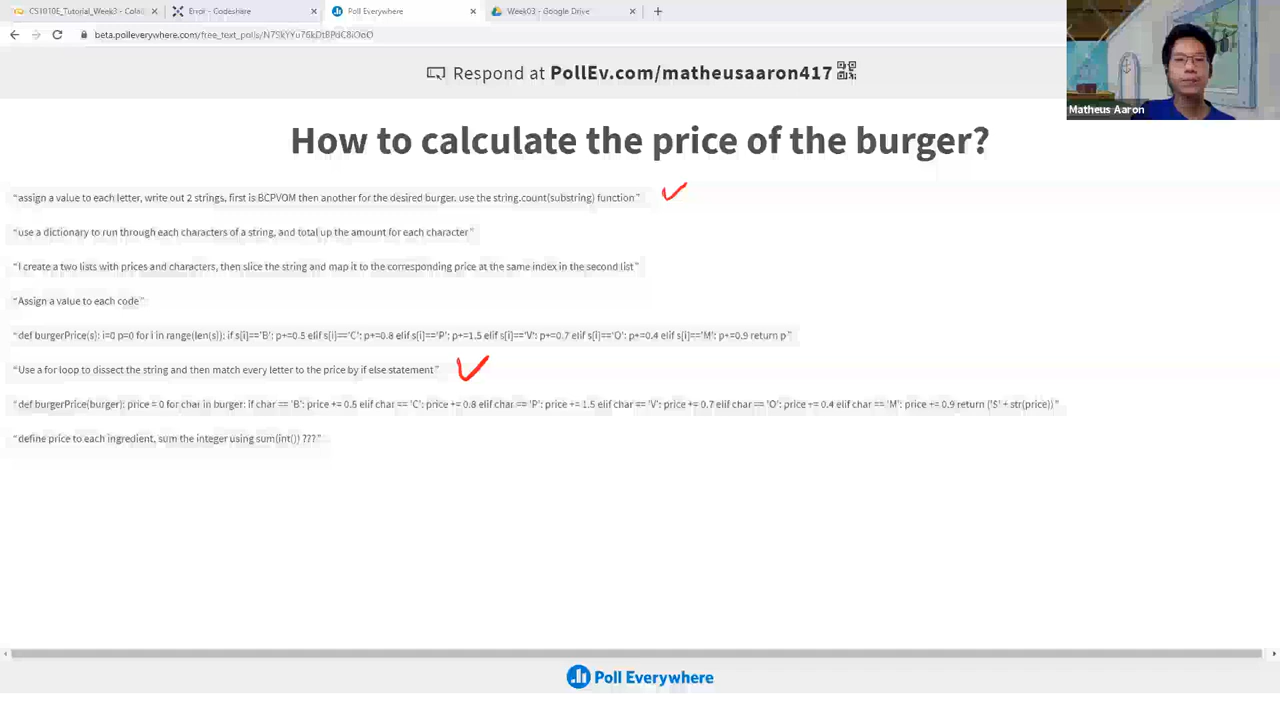 CS1010E_Tutorial_Week3 - Colab
Error - Codeshare
Poll Everywhere
Week03 - Google Drive
Respond at PollEv.com/matheusaaron417
Matheus Aaron
How to calculate the price of the burger?
“assign a value to each letter, write out 2 strings, first is BCPVOM then another for the desired burger. use the string.count(substring) function”
“use a dictionary to run through each characters of a string, and total up the amount for each character”
“I create a two lists with prices and characters, then slice the string and map it to the corresponding price at the same index in the second list”
“Assign a value to each code”
“def burgerPrice(s): i=0 p=0 for i in range(len(s)): if s[i]=='B': p+=0.5 elif s[i]=='C': p+=0.8 elif s[i]=='P': p+=1.5 elif s[i]=='V': p+=0.7 elif s[i]=='O': p+=0.4 elif s[i]=='M': p+=0.9 return p”
“Use a for loop to dissect the string and then match every letter to the price by if else statement”
“def burgerPrice(burger): price = 0 for char in burger: if char == 'B': price += 0.5 elif char == 'C': price += 0.8 elif char == 'P': price += 1.5 elif char == 'V': price += 0.7 elif char == 'O': price += 0.4 elif char == 'M': price += 0.9 return ('$' + str(price))”
“define price to each ingredient, sum the integer using sum(int()) ???”
Poll Everywhere